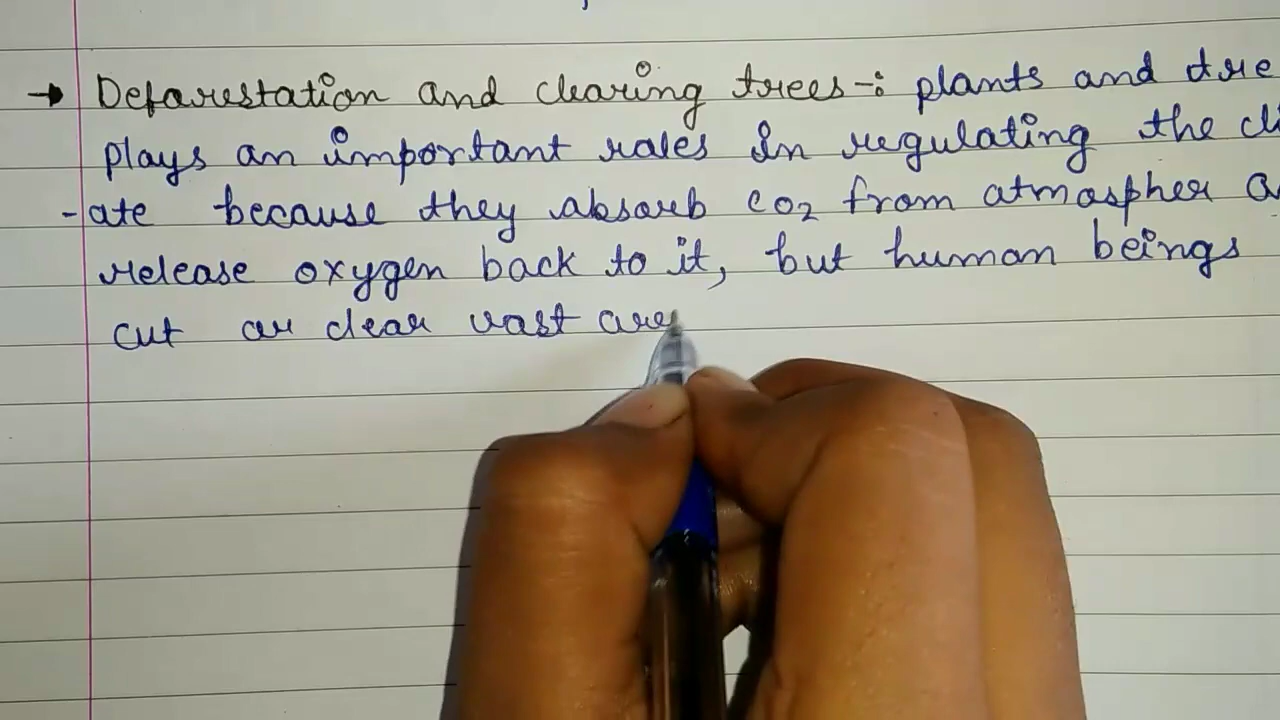 → Deforestation and clearing trees-: plants and tre
plays an important roles In regulating the cli
-ate because they absorb CO2 from atmospher a
release oxygen back to it, but human beings
cut or clear vast are